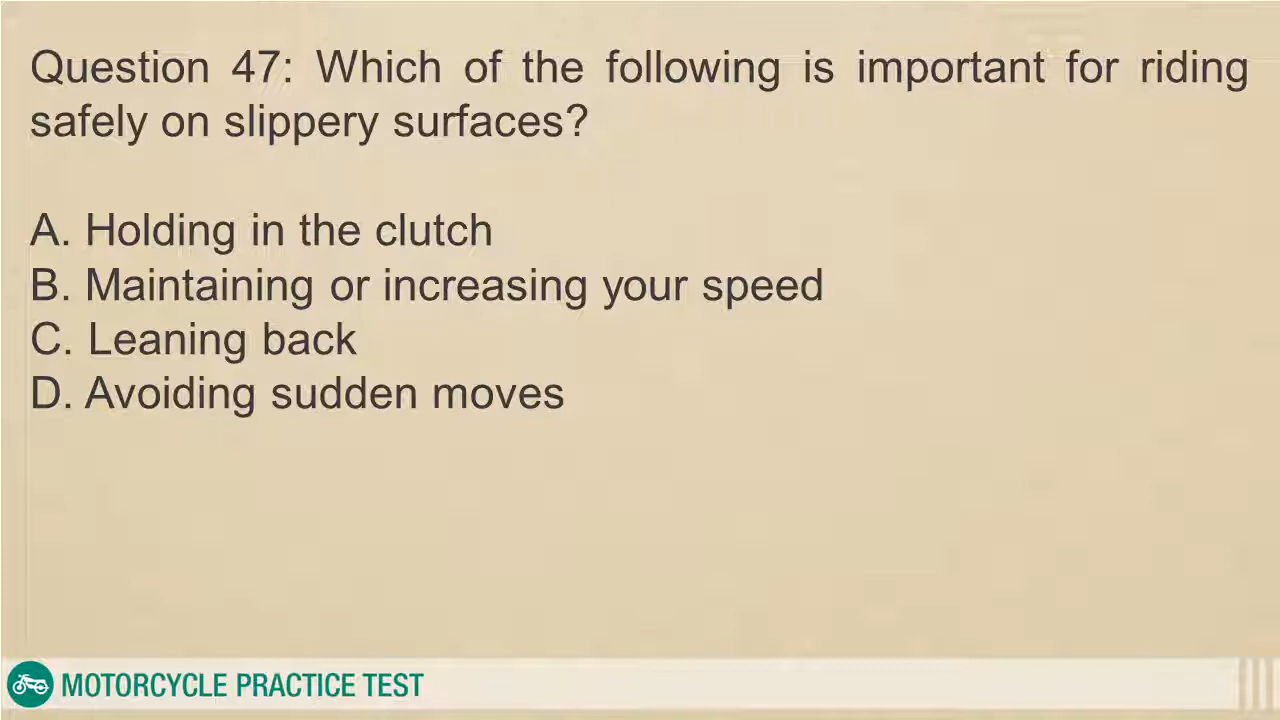 Question 47: Which of the following is important for riding
safely on slippery surfaces?
A. Holding in the clutch
B. Maintaining or increasing your speed
C. Leaning back
D. Avoiding sudden moves
MOTORCYCLE PRACTICE TEST